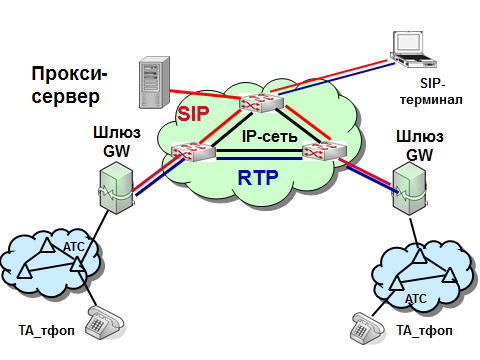 Прокси-
сервер
SIP-
терминал
SIP
Шлюз
GW
IP-сеть
Шлюз
GW
RTP
АТС
АТС
ТА_тфоп
ТА_тфоп